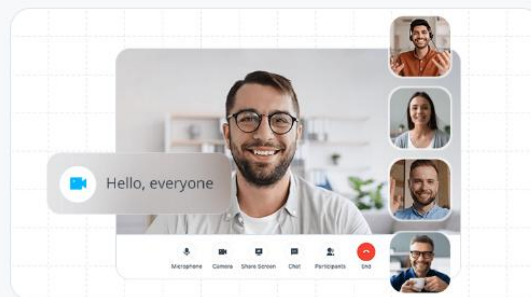 Hello, everyone
Microphone Camera Share Screen Chat Participants End